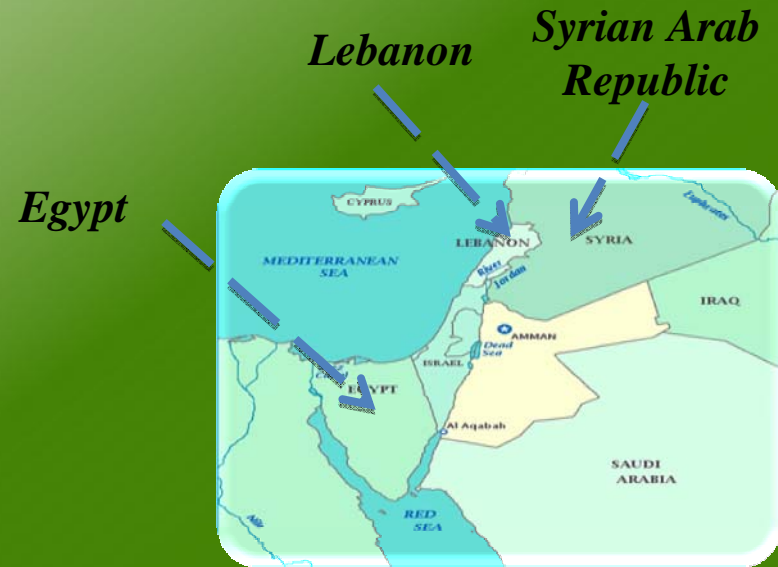 Syrian Arab
Republic
Lebanon
Egypt
CYPRUS
Euphrates
LEBANON
SYRIA
MEDITERRANEAN
SEA
River
Jordan
IRAQ
AMMAN
Dead
Sea
ISRAEL
EGYPT
Al Aqabah
SAUDI
ARABIA
RED
SEA
Nile